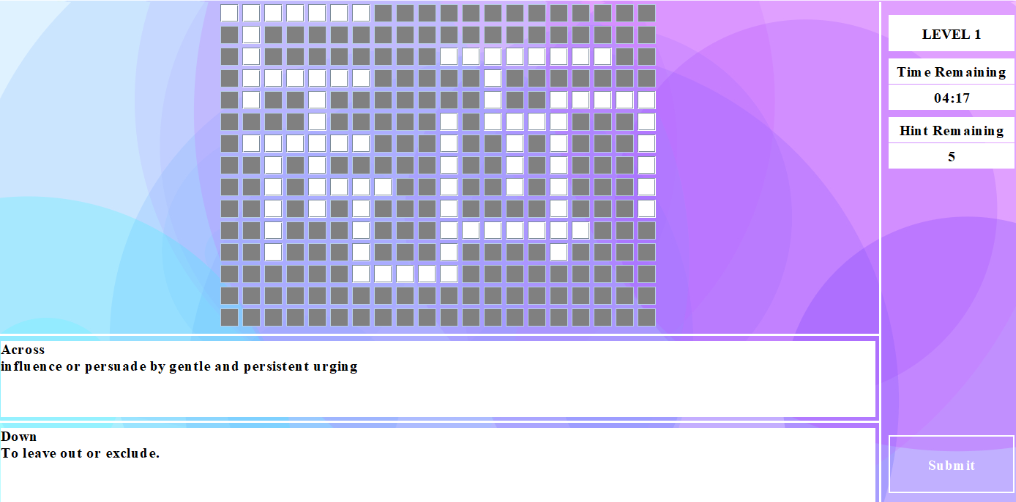 LEVEL 1
Time Remaining
04:17
Hint Remaining
5
Across
influence or persuade by gentle and persistent urging
Down
To leave out or exclude.
Submit